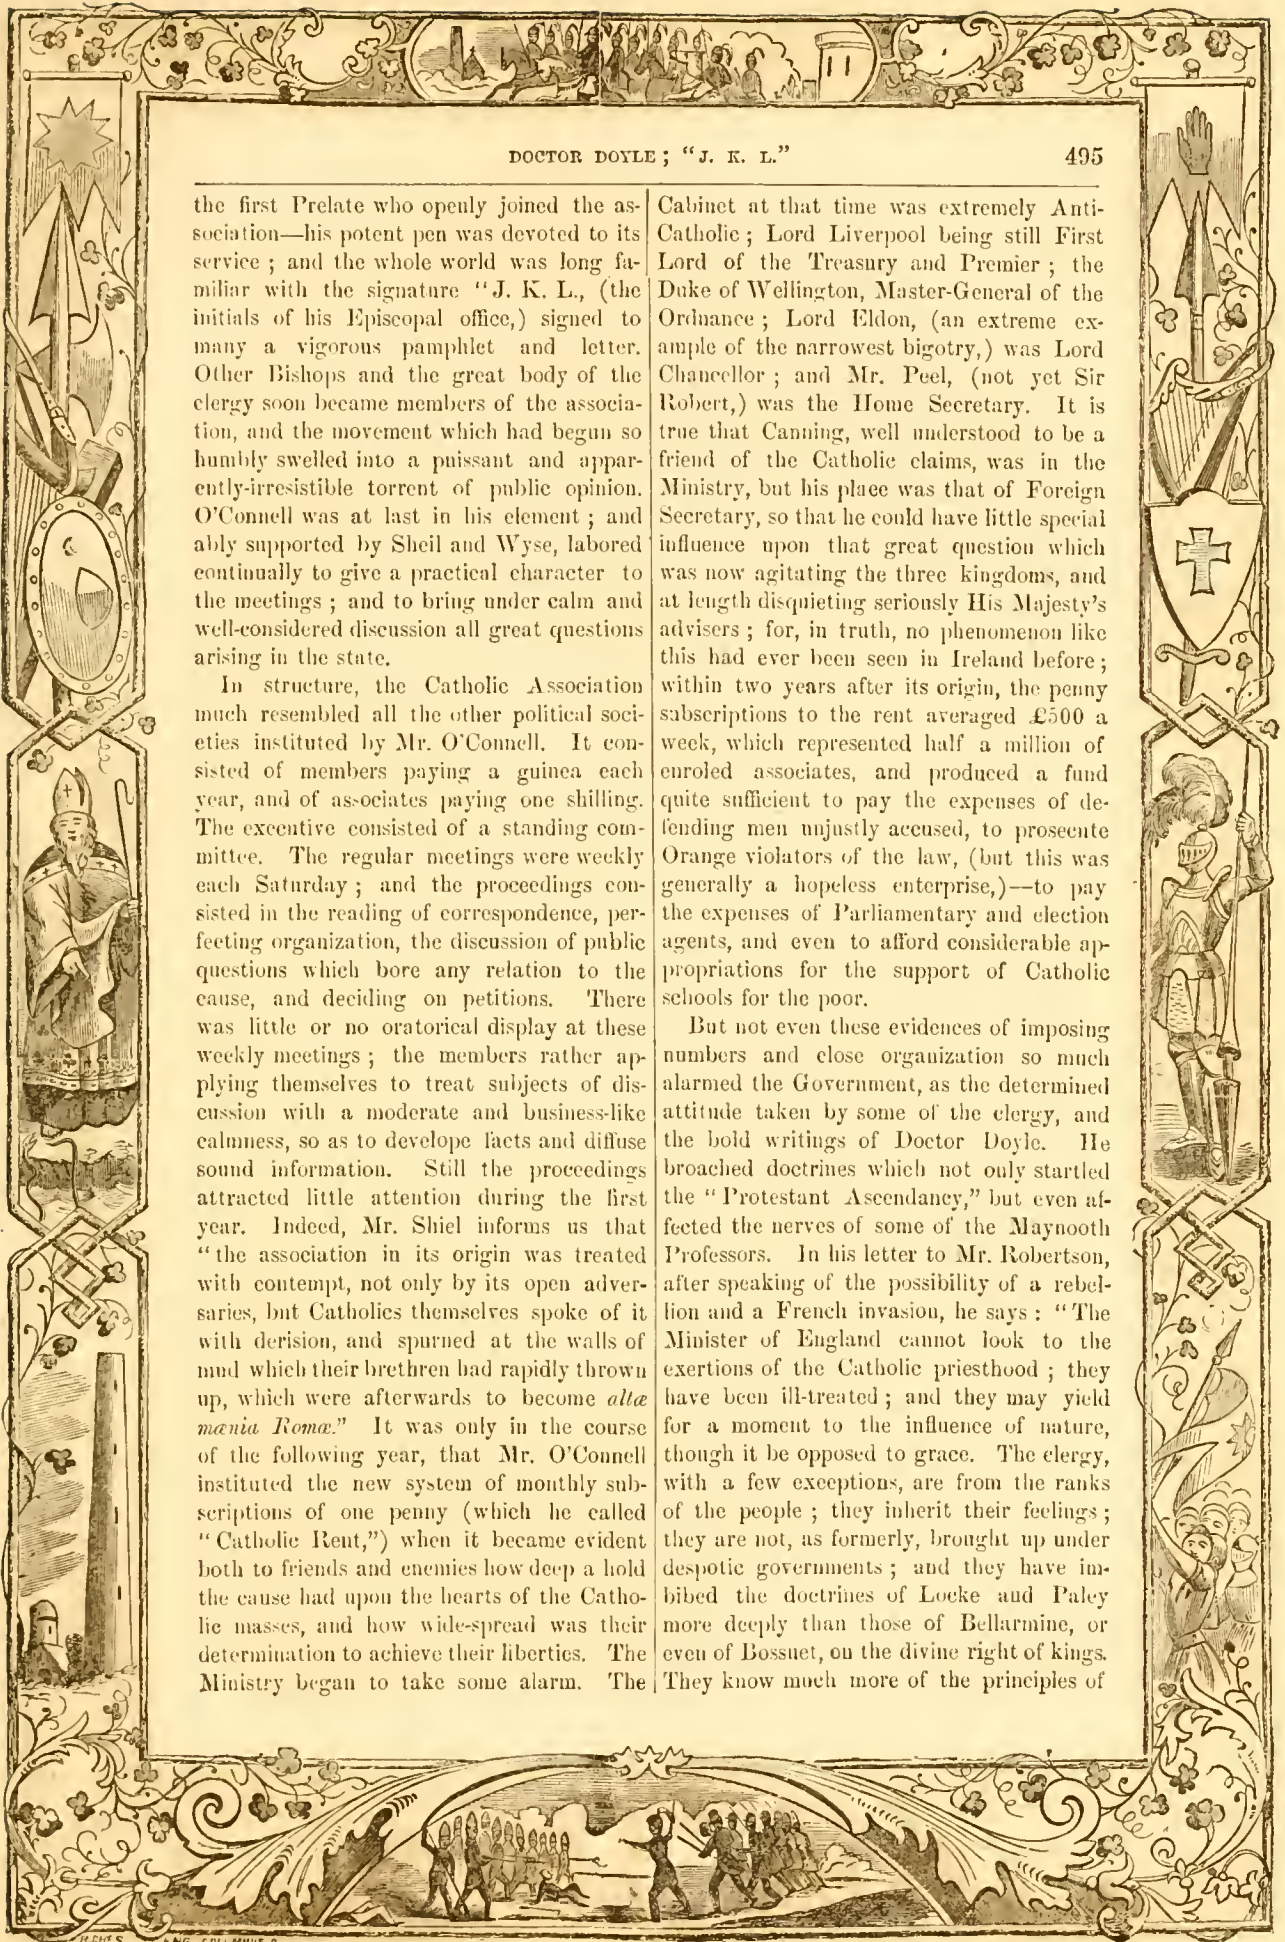 DOCTOR DOYLE; "J. K. L."
495
the first Prelate who openly joined the as-
sociation—his potent pen was devoted to its
service; and the whole world was long fa-
miliar with the signature "J. K. L., (the
initials of his Episcopal office,) signed to
many a vigorous pamphlet and letter.
Other Bishops and the great body of the
clergy soon became members of the associa-
tion, and the movement which had begun so
humbly swelled into a puissant and appar-
ently-irresistible torrent of public opinion.
O'Connell was at last in his element; and
ably supported by Sheil and Wyse, labored
continually to give a practical character to
the meetings; and to bring under calm and
well-considered discussion all great questions
arising in the state.
In structure, the Catholic Association
much resembled all the other political soci-
eties instituted by Mr. O'Connell. It con-
sisted of members paying a guinea each
year, and of associates paying one shilling.
The executive consisted of a standing com-
mittee. The regular meetings were weekly
each Saturday; and the proceedings con-
sisted in the reading of correspondence, per-
fecting organization, the discussion of public
questions which bore any relation to the
cause, and deciding on petitions. There
was little or no oratorical display at these
weekly meetings; the members rather ap-
plying themselves to treat subjects of dis-
cussion with a moderate and business-like
calmness, so as to develope facts and diffuse
sound information. Still the proceedings
attracted little attention during the first
year. Indeed, Mr. Shiel informs us that
"the association in its origin was treated
with contempt, not only by its open adver-
saries, but Catholics themselves spoke of it
with derision, and spurned at the walls of
mud which their brethren had rapidly thrown
up, which were afterwards to become altæ
mænia Romæ." It was only in the course
of the following year, that Mr. O'Connell
instituted the new system of monthly sub-
scriptions of one penny (which he called
"Catholic Rent,") when it became evident
both to friends and enemies how deep a hold
the cause had upon the hearts of the Catho-
lic masses, and how wide-spread was their
determination to achieve their liberties. The
Ministry began to take some alarm. The
Cabinet at that time was extremely Anti-
Catholic; Lord Liverpool being still First
Lord of the Treasury and Premier; the
Duke of Wellington, Master-General of the
Ordnance; Lord Eldon, (an extreme ex-
ample of the narrowest bigotry,) was Lord
Chancellor; and Mr. Peel, (not yet Sir
Robert,) was the Home Secretary. It is
true that Canning, well understood to be a
friend of the Catholic claims, was in the
Ministry, but his place was that of Foreign
Secretary, so that he could have little special
influence upon that great question which
was now agitating the three kingdoms, and
at length disquieting seriously His Majesty's
advisers; for, in truth, no phenomenon like
this had ever been seen in Ireland before;
within two years after its origin, the penny
subscriptions to the rent averaged £500 a
week, which represented half a million of
enroled associates, and produced a fund
quite sufficient to pay the expenses of de-
fending men unjustly accused, to prosecute
Orange violators of the law, (but this was
generally a hopeless enterprise,)—to pay
the expenses of Parliamentary and election
agents, and even to afford considerable ap-
propriations for the support of Catholic
schools for the poor.
But not even these evidences of imposing
numbers and close organization so much
alarmed the Government, as the determined
attitude taken by some of the clergy, and
the bold writings of Doctor Doyle. He
broached doctrines which not only startled
the "Protestant Ascendancy," but even af-
fected the nerves of some of the Maynooth
Professors. In his letter to Mr. Robertson,
after speaking of the possibility of a rebel-
lion and a French invasion, he says: "The
Minister of England cannot look to the
exertions of the Catholic priesthood; they
have been ill-treated; and they may yield
for a moment to the influence of nature,
though it be opposed to grace. The clergy,
with a few exceptions, are from the ranks
of the people; they inherit their feelings;
they are not, as formerly, brought up under
despotic governments; and they have im-
bibed the doctrines of Locke and Paley
more deeply than those of Bellarmine, or
even of Bossuet, on the divine right of kings.
They know much more of the principles of